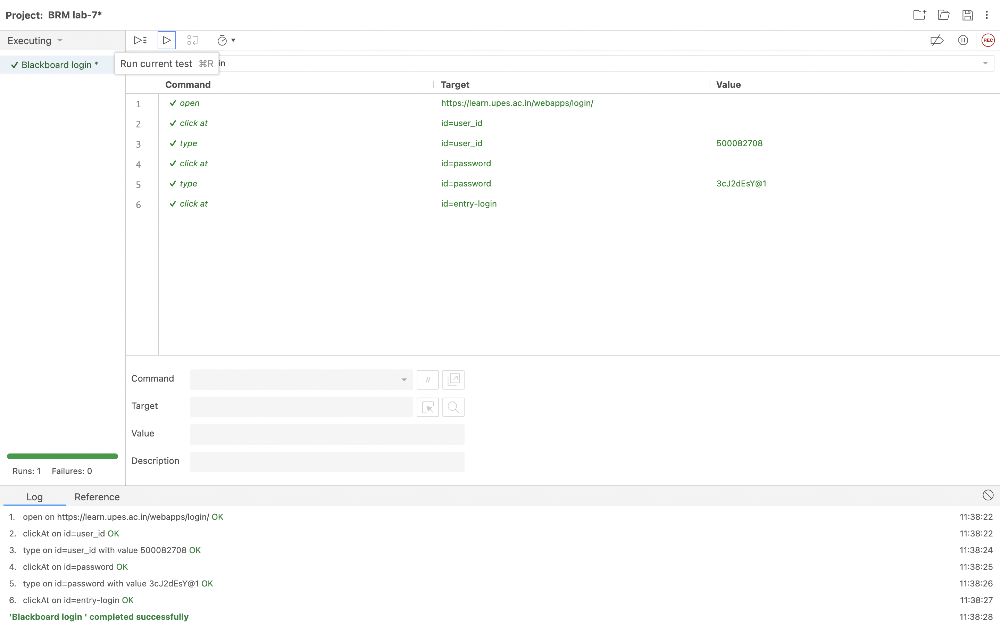 Project: BRM lab-7*
Executing
REC
✓ Blackboard login *
Run current test ⌘R in
Command Target Value
1 ✓ open https://learn.upes.ac.in/webapps/login/
2 ✓ click at id=user_id
3 ✓ type id=user_id 500082708
4 ✓ click at id=password
5 ✓ type id=password 3cJ2dEsY@1
6 ✓ click at id=entry-login
Command //
Target
Value
Description
Runs: 1 Failures: 0
Log Reference
1. open on https://learn.upes.ac.in/webapps/login/ OK 11:38:22
2. clickAt on id=user_id OK 11:38:22
3. type on id=user_id with value 500082708 OK 11:38:24
4. clickAt on id=password OK 11:38:25
5. type on id=password with value 3cJ2dEsY@1 OK 11:38:26
6. clickAt on id=entry-login OK 11:38:27
'Blackboard login ' completed successfully 11:38:28